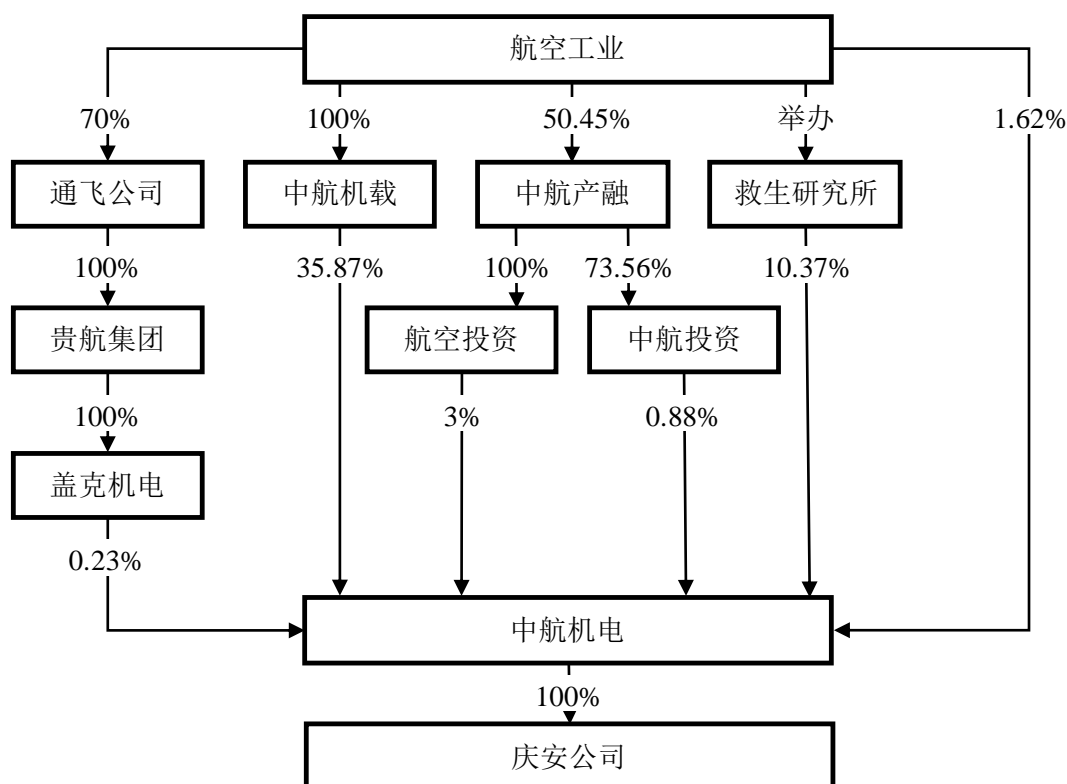 航空工业
70%
100%
50.45%
举办
1.62%
通飞公司
中航机载
中航产融
救生研究所
100%
35.87%
100%
73.56%
10.37%
贵航集团
航空投资
中航投资
100%
3%
0.88%
盖克机电
0.23%
中航机电
100%
庆安公司